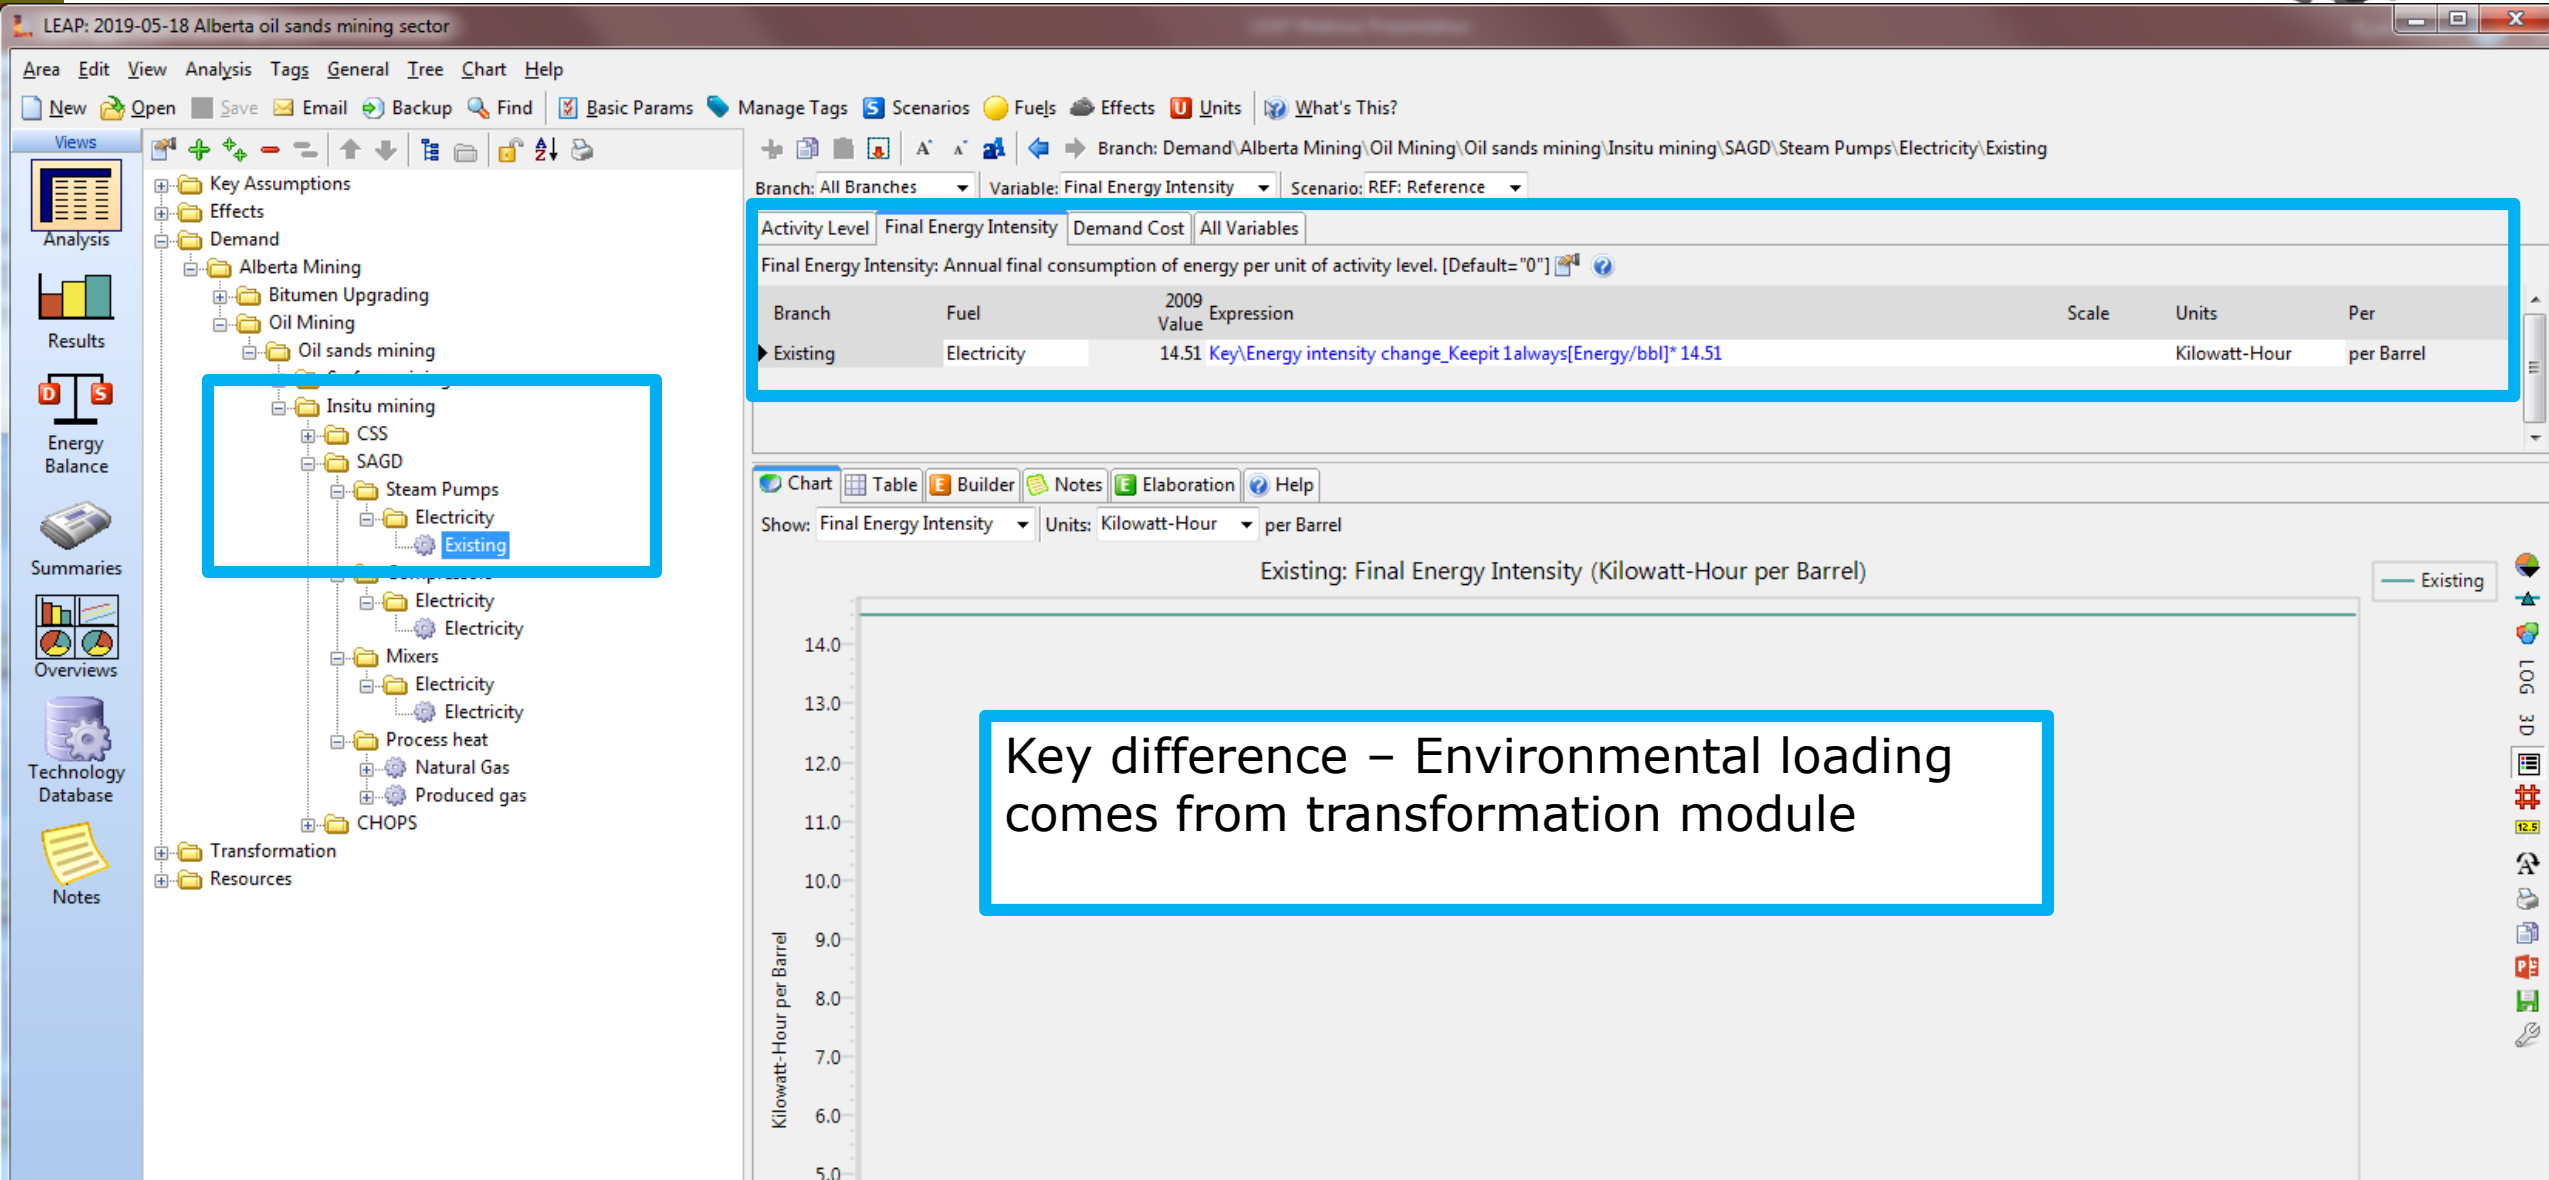 LEAP: 2019-05-18 Alberta oil sands mining sector
Area Edit View Analysis Tags General Tree Chart Help
New Open Save Email Backup Find Basic Params Manage Tags Scenarios Fuels Effects Units What's This?
Views
Analysis
Results
Energy
Balance
Summaries
Overviews
Technology
Database
Notes
Key Assumptions
Effects
Demand
Alberta Mining
Bitumen Upgrading
Oil Mining
Oil sands mining
Insitu mining
CSS
SAGD
Steam Pumps
Electricity
Existing
Electricity
Electricity
Mixers
Electricity
Electricity
Process heat
Natural Gas
Produced gas
CHOPS
Transformation
Resources
Branch: Demand\Alberta Mining\Oil Mining\Oil sands mining\Insitu mining\SAGD\Steam Pumps\Electricity\Existing
Branch: All Branches Variable: Final Energy Intensity Scenario: REF: Reference
Activity Level Final Energy Intensity Demand Cost All Variables
Final Energy Intensity: Annual final consumption of energy per unit of activity level. [Default="0"]
Branch Fuel 2009 Value Expression Scale Units Per
Existing Electricity 14.51 Key\Energy intensity change_Keepit 1always[Energy/bbl]* 14.51 Kilowatt-Hour per Barrel
Chart Table Builder Notes Elaboration Help
Show: Final Energy Intensity Units: Kilowatt-Hour per Barrel
Existing: Final Energy Intensity (Kilowatt-Hour per Barrel)
Existing
14.0
13.0
12.0
11.0
10.0
9.0
8.0
7.0
6.0
5.0
Kilowatt-Hour per Barrel
Key difference – Environmental loading
comes from transformation module
LOG
3D
12.5